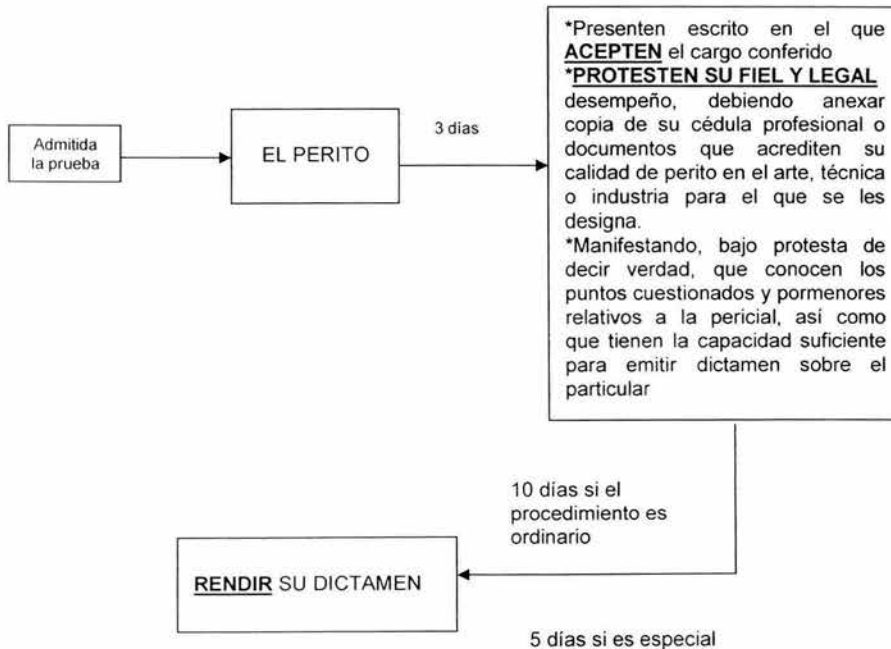 Admitida
la prueba
EL PERITO
3 días
*Presenten escrito en el que
ACEPTEN el cargo conferido
*PROTESTEN SU FIEL Y LEGAL
desempeño, debiendo anexar
copia de su cédula profesional o
documentos que acrediten su
calidad de perito en el arte, técnica
o industria para el que se les
designa.
*Manifestando, bajo protesta de
decir verdad, que conocen los
puntos cuestionados y pormenores
relativos a la pericial, así como
que tienen la capacidad suficiente
para emitir dictamen sobre el
particular
10 días si el
procedimiento es
ordinario
RENDIR SU DICTAMEN
5 días si es especial